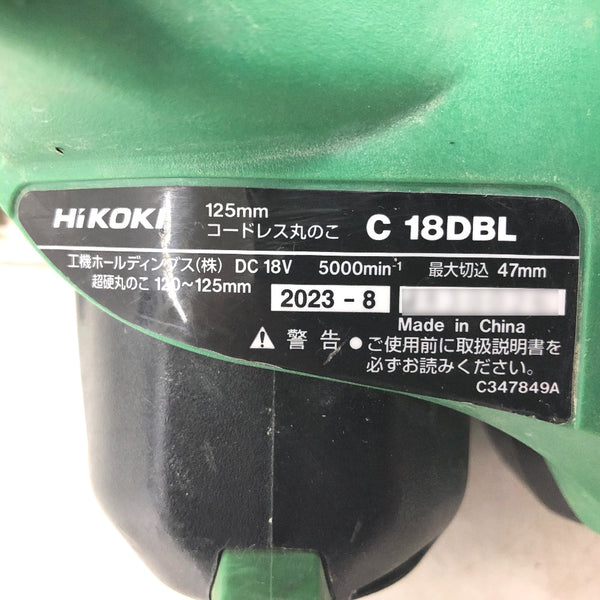 HiKOKI 125mm コードレス丸のこ C 18DBL
工機ホールディングス(株) DC 18V 5000min-1 最大切込 47mm
超硬丸のこ 120~125mm 2023-8
Made in China
⚠ 警告 ●ご使用前に取扱説明書を
必ずお読みください。
C347849A